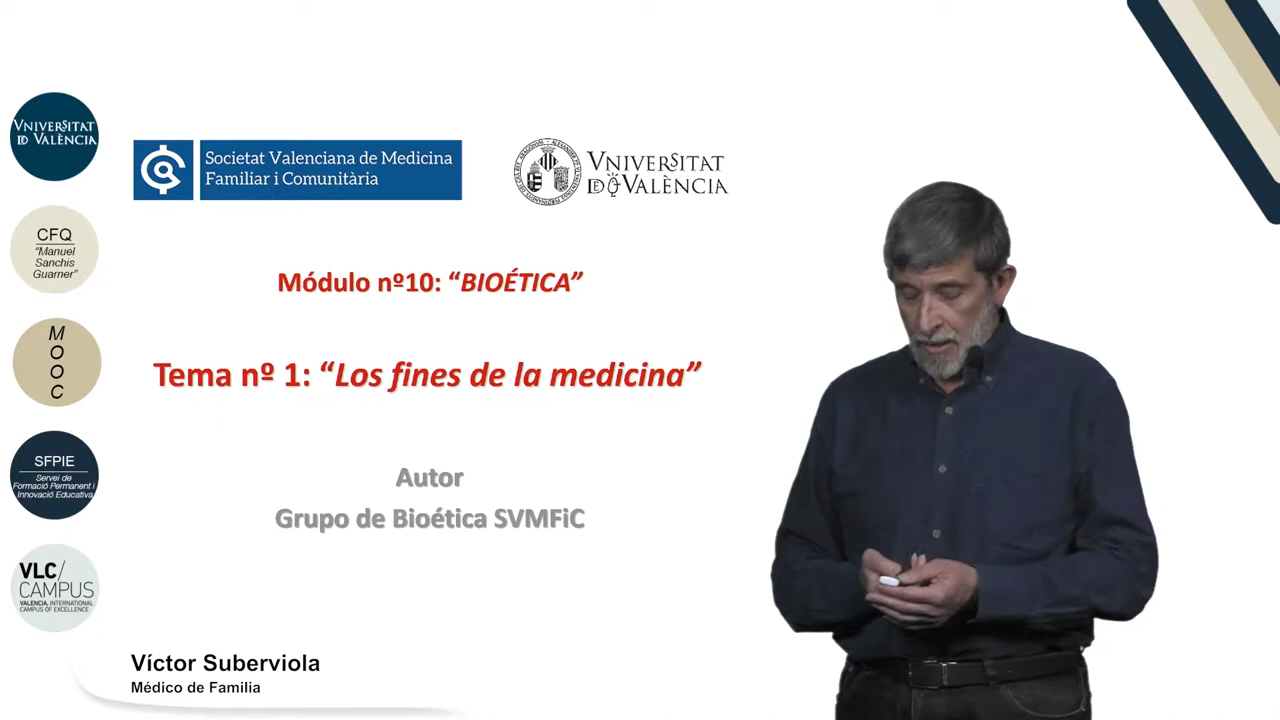 VNIVERSITAT
DE VALÈNCIA
CFQ
“Manuel
Sanchis
Guarner”
M
O
O
C
SFPIE
Servei de
Formació Permanent i
Innovació Educativa
VLC/
CAMPUS
VALENCIA, INTERNATIONAL
CAMPUS OF EXCELLENCE
Societat Valenciana de Medicina
Familiar i Comunitària
VNIVERSITAT
DE VALÈNCIA
Módulo nº10: “BIOÉTICA”
Tema nº 1: “Los fines de la medicina”
Autor
Grupo de Bioética SVMFiC
Víctor Suberviola
Médico de Familia